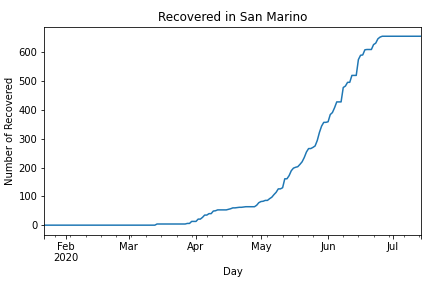 Recovered in San Marino
Number of Recovered
600
500
400
300
200
100
0
Feb
2020
Mar
Apr
May
Jun
Jul
Day